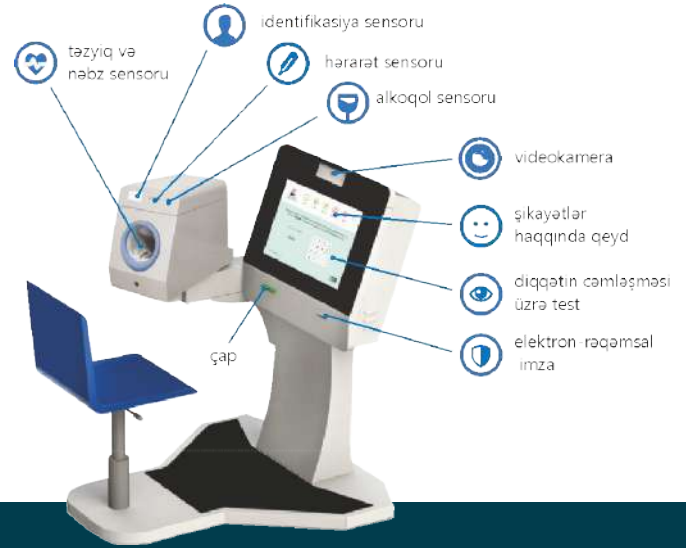 identifikasiya sensoru
təzyiq və
nəbz sensoru
hərarət sensoru
alkoqol sensoru
videokamera
şıkayətlər
haqqında qeyd
diqqətin cəmləşməsi
üzrə test
elektron-rəqəmsal
imza
çap